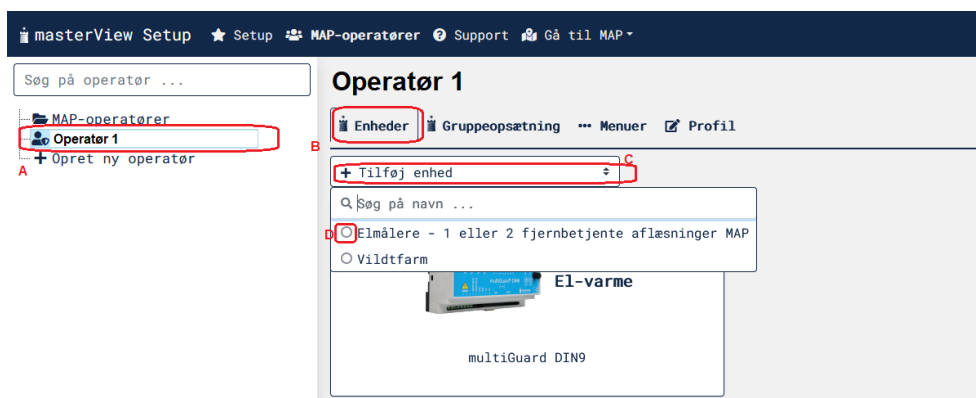 masterView Setup Setup MAP-operatører Support Gå til MAP
Søg på operatør ...
MAP-operatører
Operatør 1
Opret ny operatør
A
Operatør 1
B
Enheder Gruppeopsætning ••• Menuer Profil
C
+ Tilføj enhed
Søg på navn ...
D
Elmålere - 1 eller 2 fjernbetjente aflæsninger MAP
Vildtfarm
El-varme
multiGuard DIN9